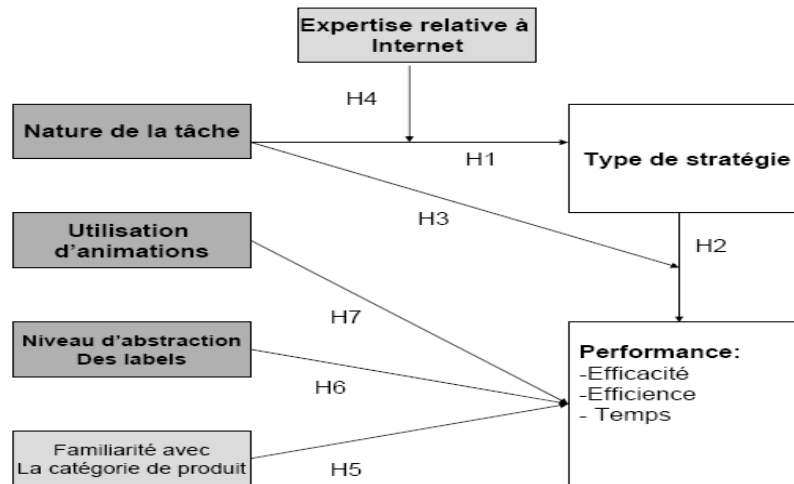 Expertise relative à
Internet
H4
Nature de la tâche
H1
Type de stratégie
H3
H2
Utilisation
d'animations
H7
Niveau d'abstraction
Des labels
H6
Performance:
-Efficacité
-Efficience
- Temps
Familiarité avec
La catégorie de produit
H5